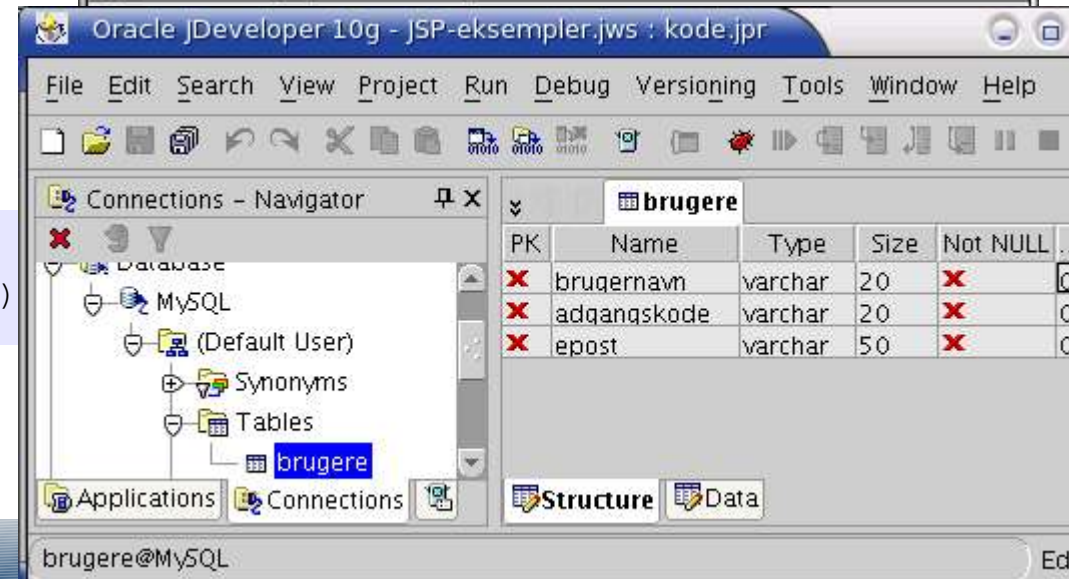 Oracle JDeveloper 10g - JSP-eksempler.jws : kode.jpr
File Edit Search View Project Run Debug Versioning Tools Window Help
Connections - Navigator
Database
MySQL
(Default User)
Synonyms
Tables
brugere
Applications Connections
brugere
PK Name Type Size Not NULL ...
brugernavn varchar 20
adgangskode varchar 20
epost varchar 50
Structure Data
brugere@MySQL
)